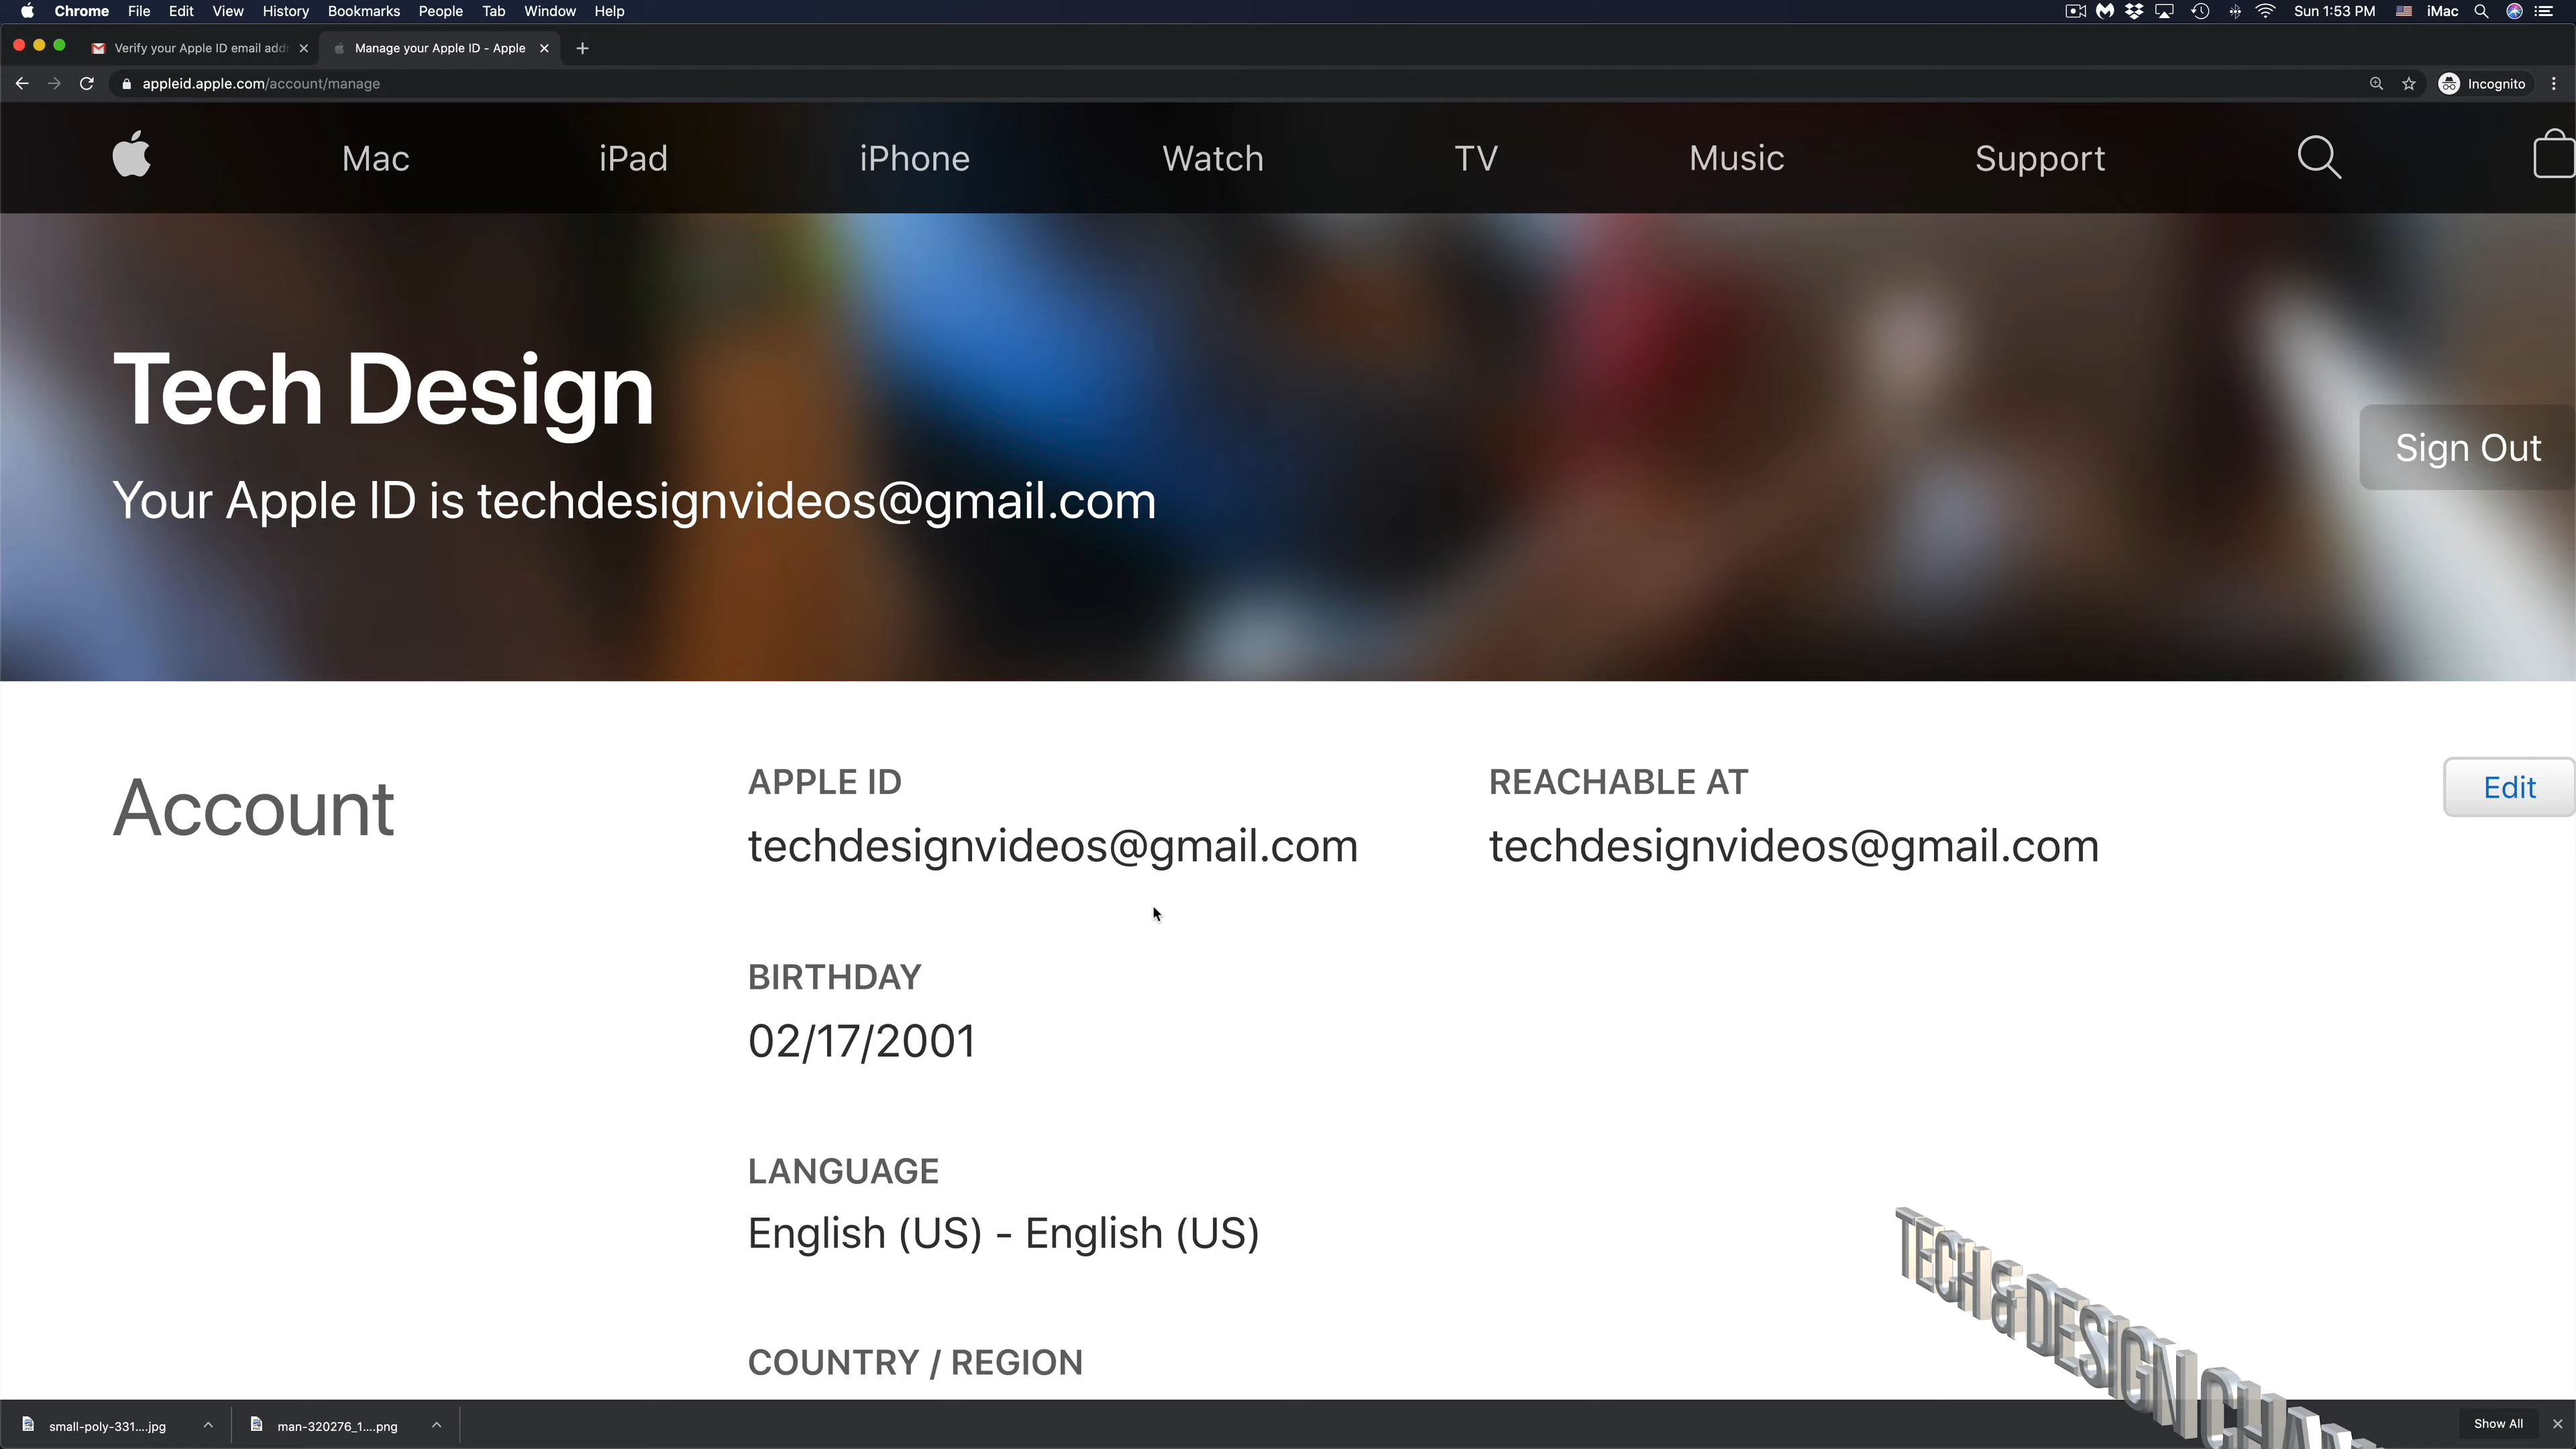 Chrome File Edit View History Bookmarks People Tab Window Help Sun 1:53 PM iMac
Verify your Apple ID email add Manage your Apple ID - Apple
appleid.apple.com/account/manage Incognito
Mac iPad iPhone Watch TV Music Support
Tech Design
Sign Out
Your Apple ID is techdesignvideos@gmail.com
Account
APPLE ID REACHABLE AT Edit
techdesignvideos@gmail.com techdesignvideos@gmail.com
BIRTHDAY
02/17/2001
LANGUAGE
English (US) - English (US)
COUNTRY / REGION
TECH & DESIGN CHA
small-poly-331....jpg man-320276_1....png Show All